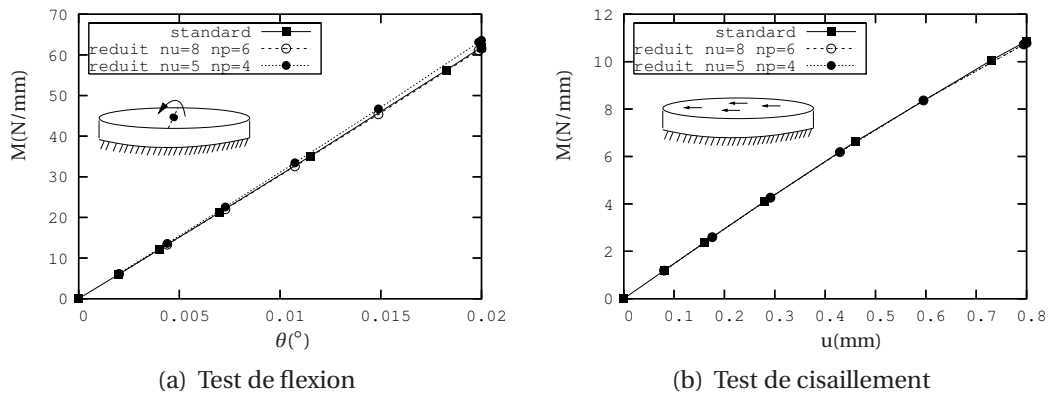 70
60
50
40
30
20
10
0
M(N/mm)
standard
reduit nu=8 np=6
reduit nu=5 np=4
0 0.005 0.01 0.015 0.02
θ(°)
(a) Test de flexion
12
10
8
6
4
2
0
M(N/mm)
standard
reduit nu=8 np=6
reduit nu=5 np=4
0 0.1 0.2 0.3 0.4 0.5 0.6 0.7 0.8
u(mm)
(b) Test de cisaillement